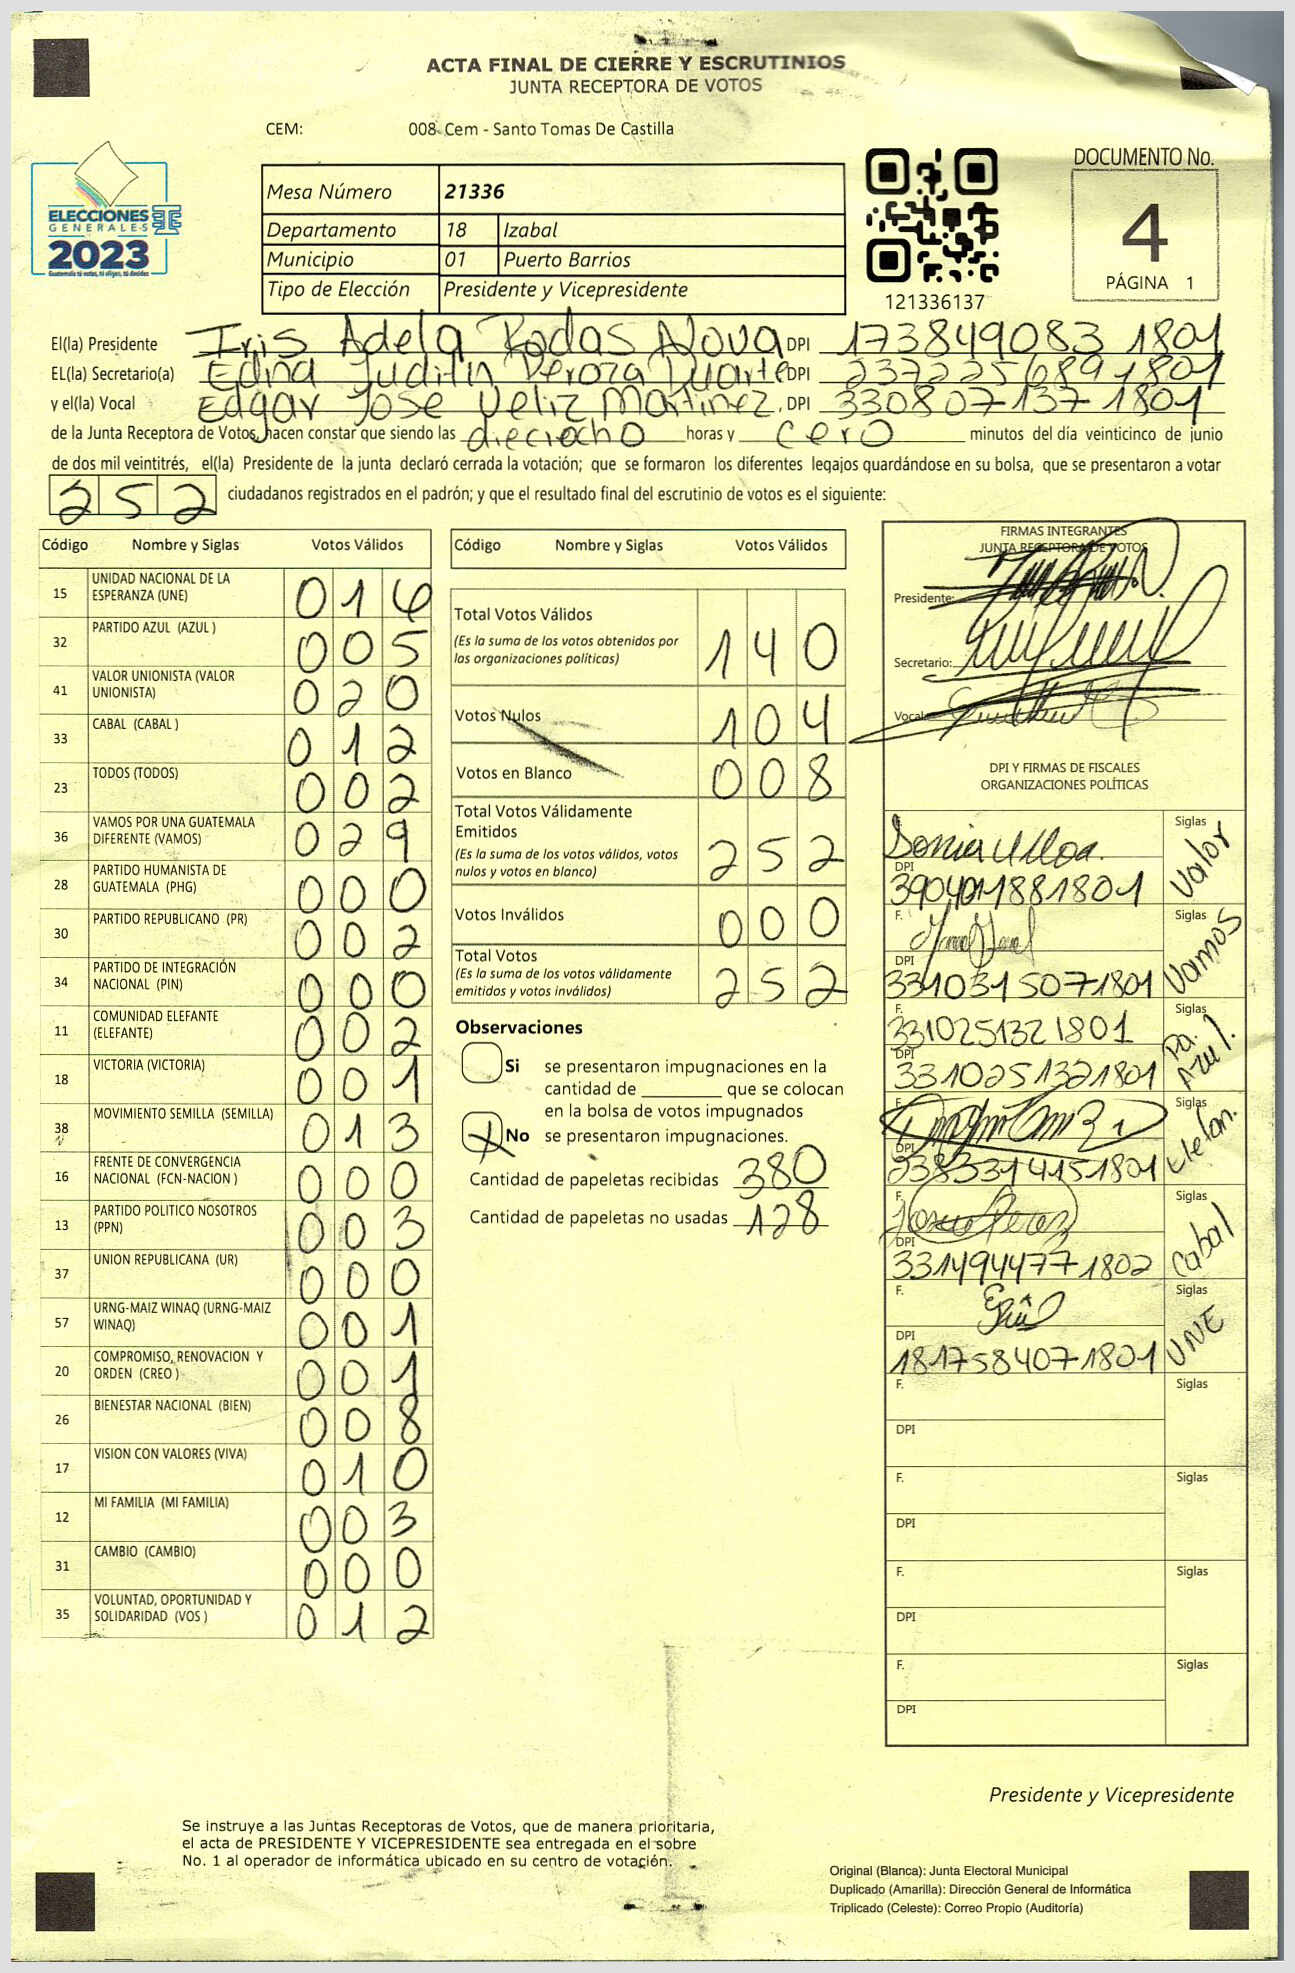 ACTA FINAL DE CIERRE Y ESCRUTINIOS
JUNTA RECEPTORA DE VOTOS
CEM: 008 Cem - Santo Tomas De Castilla
ELECCIONES
GENERALES
2023
Guatemala tú votas, tú eliges, tú decides
Mesa Número 21336
Departamento 18 Izabal
Municipio 01 Puerto Barrios
Tipo de Elección Presidente y Vicepresidente
121336137
DOCUMENTO No.
4
PÁGINA 1
El(la) Presidente Iris Adela Rodas Nova DPI 173849083 1801
EL(la) Secretario(a) Edina Judith Peroza Duarte DPI 237225689 1801
y el(la) Vocal Edgar Jose Veliz Martinez. DPI 330807137 1801
de la Junta Receptora de Votos, hacen constar que siendo las dieciocho horas y cero minutos del día veinticinco de junio
de dos mil veintitrés, el(la) Presidente de la junta declaró cerrada la votación; que se formaron los diferentes legajos guardándose en su bolsa, que se presentaron a votar
252 ciudadanos registrados en el padrón; y que el resultado final del escrutinio de votos es el siguiente:
Código Nombre y Siglas Votos Válidos
15 UNIDAD NACIONAL DE LA ESPERANZA (UNE) 016
32 PARTIDO AZUL (AZUL ) 005
41 VALOR UNIONISTA (VALOR UNIONISTA) 020
33 CABAL (CABAL ) 012
23 TODOS (TODOS) 002
36 VAMOS POR UNA GUATEMALA DIFERENTE (VAMOS) 029
28 PARTIDO HUMANISTA DE GUATEMALA (PHG) 000
30 PARTIDO REPUBLICANO (PR) 002
34 PARTIDO DE INTEGRACIÓN NACIONAL (PIN) 000
11 COMUNIDAD ELEFANTE (ELEFANTE) 002
18 VICTORIA (VICTORIA) 001
38 MOVIMIENTO SEMILLA (SEMILLA) 013
16 FRENTE DE CONVERGENCIA NACIONAL (FCN-NACION ) 000
13 PARTIDO POLITICO NOSOTROS (PPN) 003
37 UNION REPUBLICANA (UR) 000
57 URNG-MAIZ WINAQ (URNG-MAIZ WINAQ) 001
20 COMPROMISO, RENOVACION Y ORDEN (CREO ) 001
26 BIENESTAR NACIONAL (BIEN) 008
17 VISION CON VALORES (VIVA) 010
12 MI FAMILIA (MI FAMILIA) 003
31 CAMBIO (CAMBIO) 000
35 VOLUNTAD, OPORTUNIDAD Y SOLIDARIDAD (VOS ) 012
Código Nombre y Siglas Votos Válidos
Total Votos Válidos 140
(Es la suma de los votos obtenidos por
las organizaciones políticas)
Votos Nulos 104
Votos en Blanco 008
Total Votos Válidamente
Emitidos 252
(Es la suma de los votos válidos, votos
nulos y votos en blanco)
Votos Inválidos 000
Total Votos 252
(Es la suma de los votos válidamente
emitidos y votos inválidos)
Observaciones
Si se presentaron impugnaciones en la
cantidad de ________ que se colocan
en la bolsa de votos impugnados
X No se presentaron impugnaciones.
Cantidad de papeletas recibidas 380
Cantidad de papeletas no usadas 128
FIRMAS INTEGRANTES
JUNTA RECEPTORA DE VOTOS
Presidente:
Secretario:
Vocal:
DPI Y FIRMAS DE FISCALES
ORGANIZACIONES POLÍTICAS
F. Sonia Ulloa. Siglas Valor
DPI 3904011881801
F. Siglas Vamos
DPI 3310315071801
F. 3310251321801 Siglas Pa. Azul.
DPI 3310251321801
F. Siglas elefan.
DPI 2383314151801
F. Siglas Cabal
DPI 3314944771802
F. Siglas UNE
DPI 1817584071801
F. Siglas
DPI
F. Siglas
DPI
F. Siglas
DPI
F. Siglas
DPI
Presidente y Vicepresidente
Se instruye a las Juntas Receptoras de Votos, que de manera prioritaria,
el acta de PRESIDENTE Y VICEPRESIDENTE sea entregada en el sobre
No. 1 al operador de informática ubicado en su centro de votación.
Original (Blanca): Junta Electoral Municipal
Duplicado (Amarilla): Dirección General de Informática
Triplicado (Celeste): Correo Propio (Auditoría)